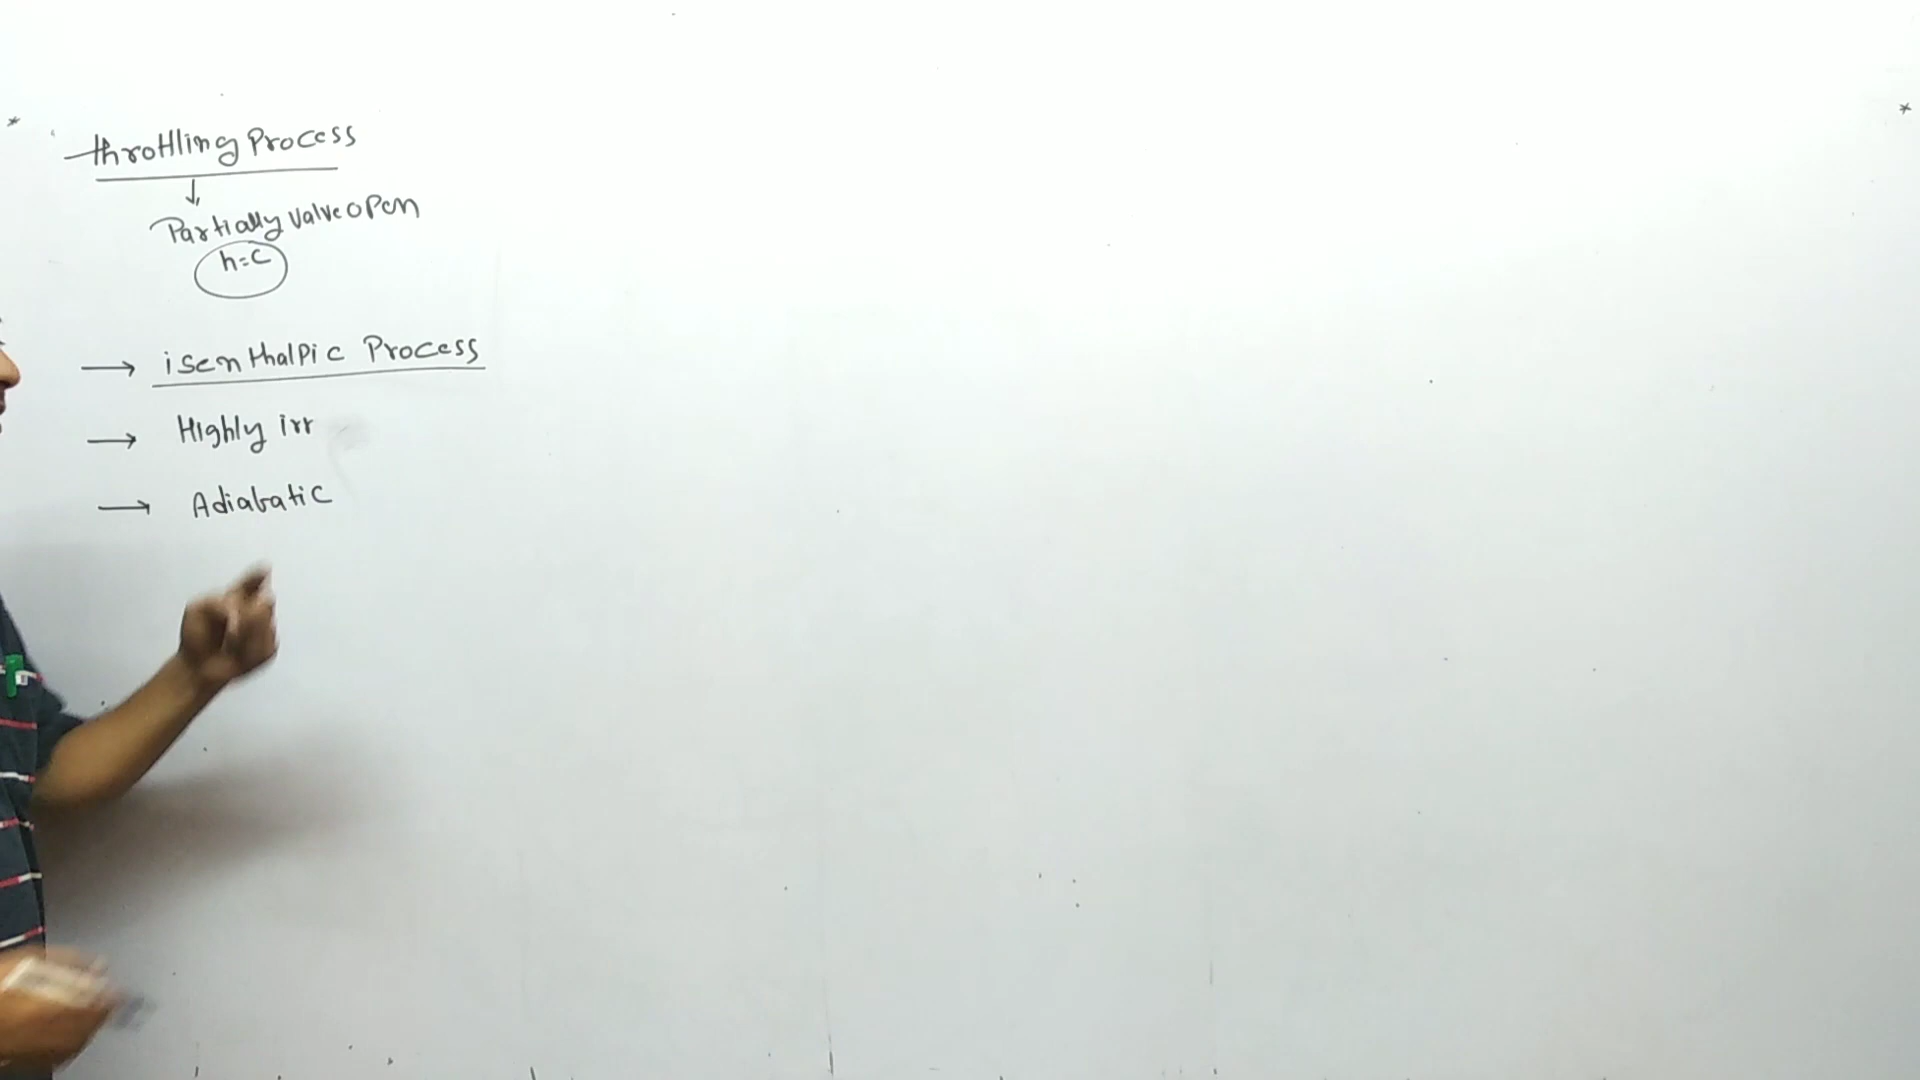 throttling Process
↓
Partially valve open
h=c
→ isenthalpic Process
→ Highly irr
→ Adiabatic